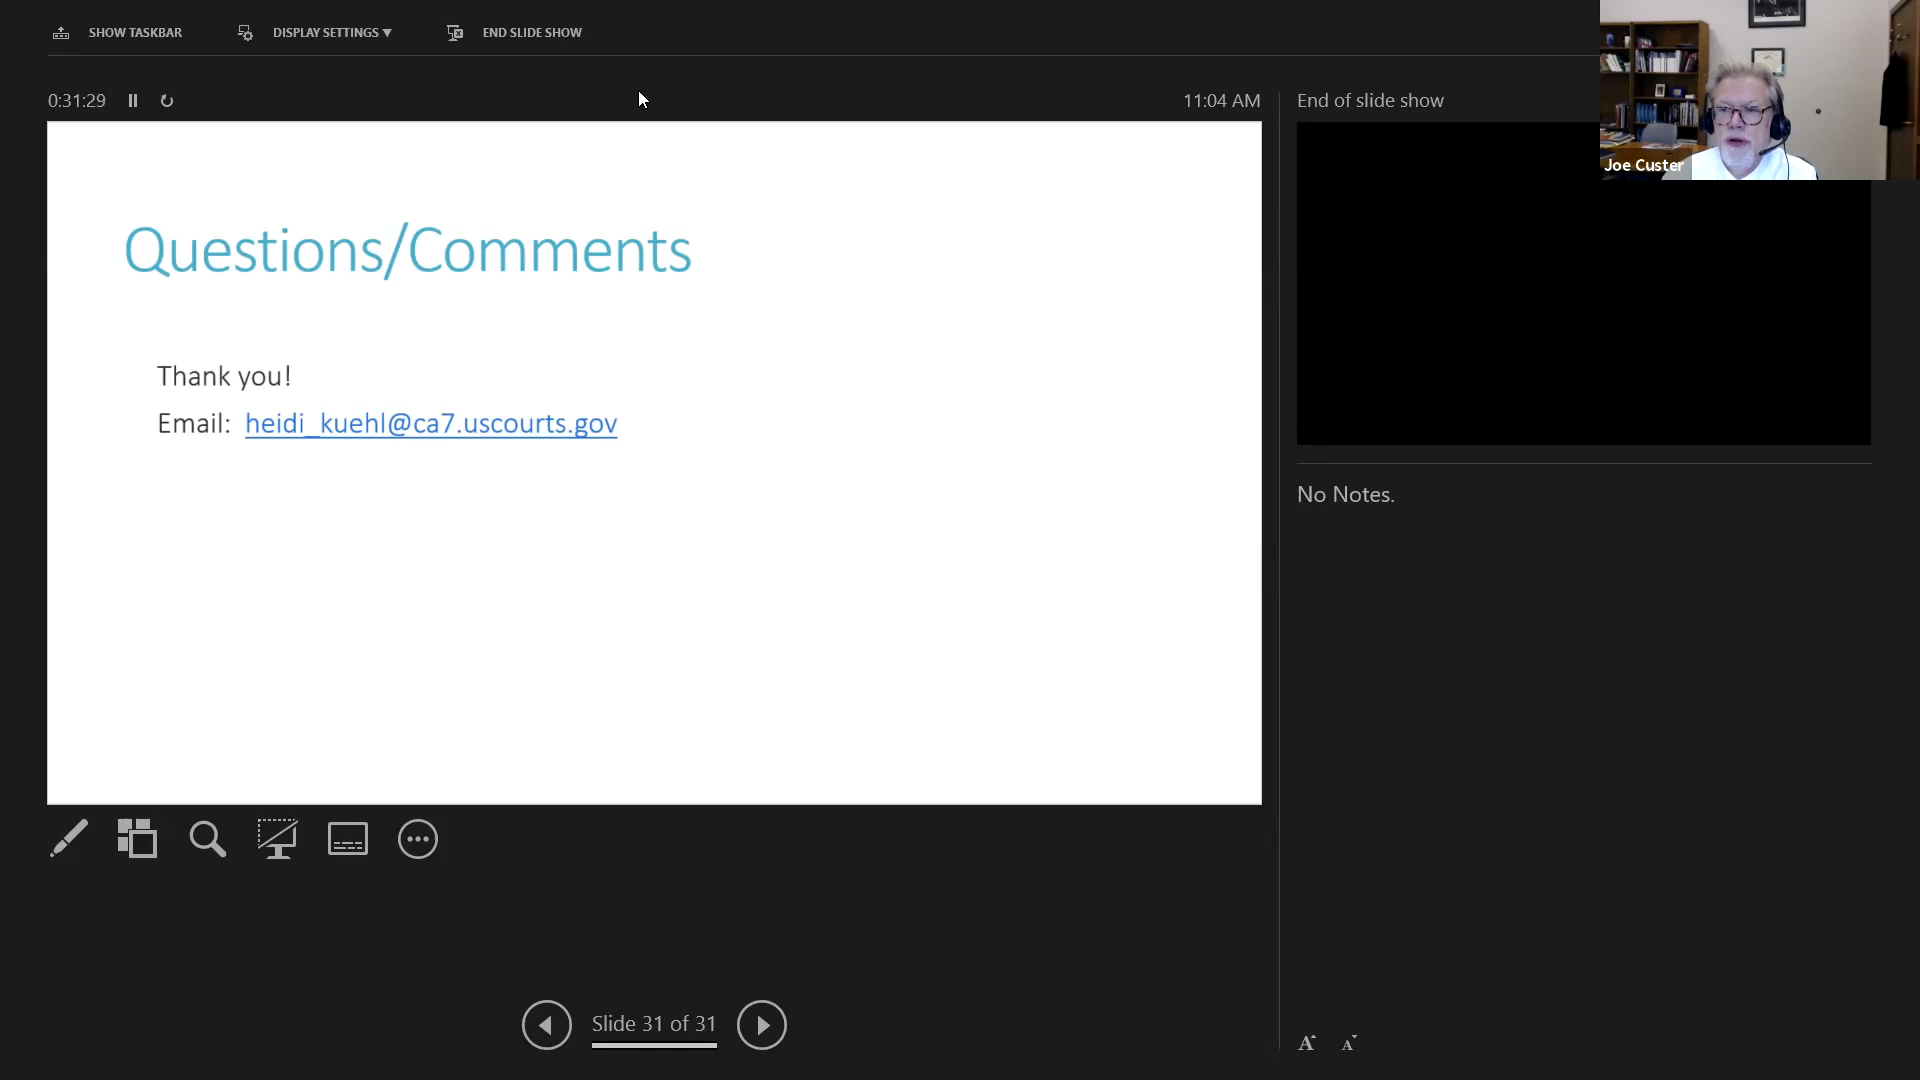 SHOW TASKBAR
DISPLAY SETTINGS ▼
END SLIDE SHOW
0:31:29
11:04 AM
End of slide show
Joe Custer
Questions/Comments
Thank you!
Email: heidi_kuehl@ca7.uscourts.gov
No Notes.
Slide 31 of 31
A
A